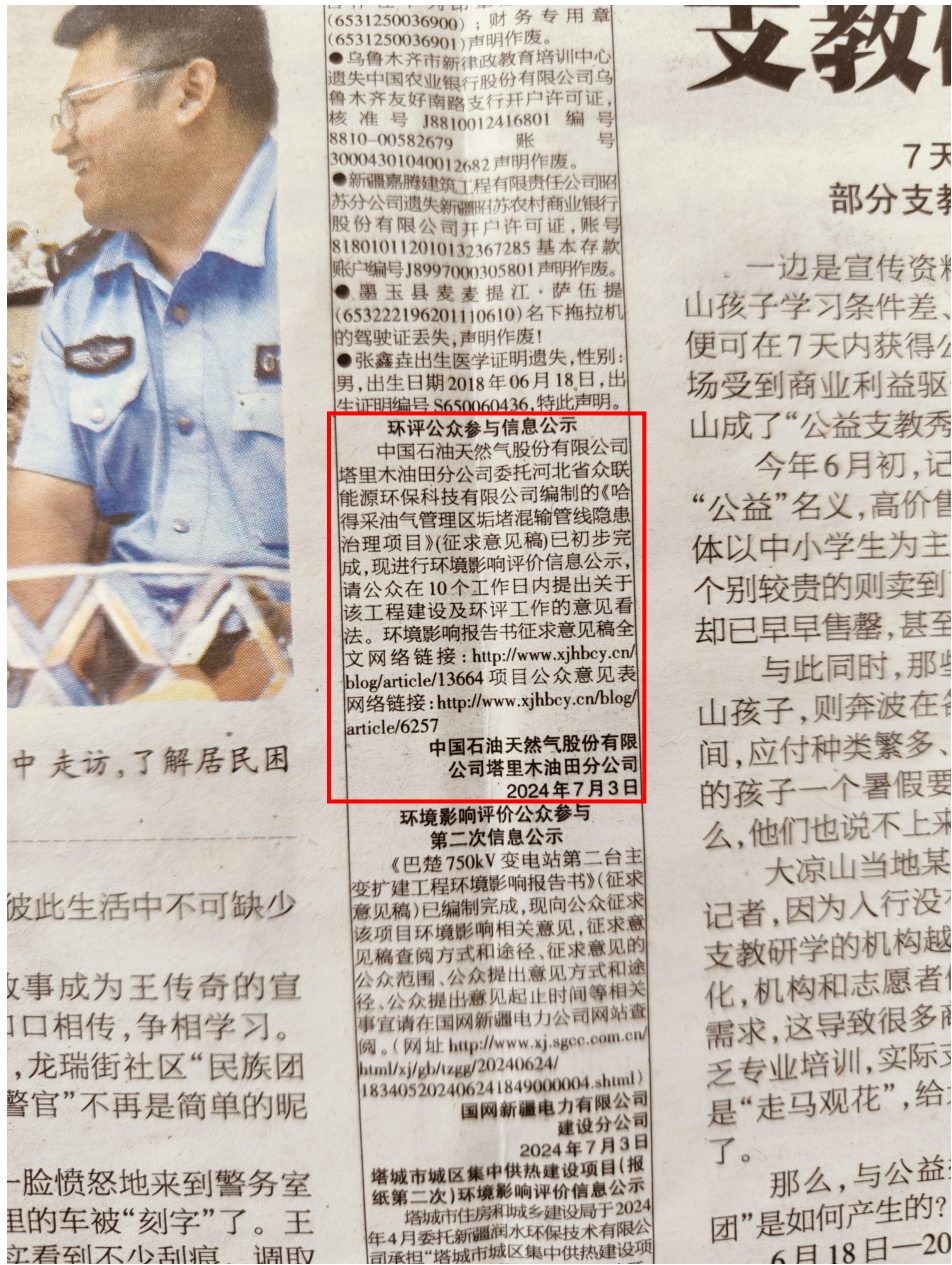 (6531250036900)；财务专用章
(6531250036901)声明作废。
●乌鲁木齐市新律政教育培训中心
遗失中国农业银行股份有限公司乌
鲁木齐友好南路支行开户许可证，
核准号J8810012416801编号
8810-00582679 账号
30004301040012682声明作废。
●新疆嘉腾建筑工程有限责任公司昭
苏分公司遗失新疆昭苏农村商业银行
股份有限公司开户许可证，账号
818010112010132367285基本存款
账户编号J8997000305801声明作废。
●墨玉县麦麦提江·萨伍提
(653222196201110610)名下拖拉机
的驾驶证丢失，声明作废！
●张鑫垚出生医学证明遗失，性别：
男，出生日期2018年06月18日，出
生证明编号S650060436，特此声明。
环评公众参与信息公示
中国石油天然气股份有限公司
塔里木油田分公司委托河北省众联
能源环保科技有限公司编制的《哈
得采油气管理区垢堵混输管线隐患
治理项目》(征求意见稿)已初步完
成，现进行环境影响评价信息公示，
请公众在10个工作日内提出关于
该工程建设及环评工作的意见看
法。环境影响报告书征求意见稿全
文网络链接：http://www.xjhbcy.cn/
blog/article/13664项目公众意见表
网络链接：http://www.xjhbcy.cn/blog/
article/6257
中国石油天然气股份有限
公司塔里木油田分公司
2024年7月3日
环境影响评价公众参与
第二次信息公示
《巴楚750kV变电站第二台主
变扩建工程环境影响报告书》(征求
意见稿)已编制完成，现向公众征求
该项目环境影响相关意见，征求意
见稿查阅方式和途径、征求意见的
公众范围、公众提出意见方式和途
径、公众提出意见起止时间等相关
事宜请在国网新疆电力公司网站查
阅。(网址http://www.xj.sgcc.com.cn/
html/xj/gb/tzgg/20240624/
1834052024062418490000​04.shtml)
国网新疆电力有限公司
建设分公司
2024年7月3日
塔城市城区集中供热建设项目(报
纸第二次)环境影响评价信息公示
塔城市住房和城乡建设局于2024
年4月委托新疆润水环保技术有限公
司承担“塔城市城区集中供热建设项
中 走访，了解居民困
彼此生活中不可缺少
故事成为王传奇的宣
口口相传，争相学习。
，龙瑞街社区“民族团
警官”不再是简单的昵
一脸愤怒地来到警务室
里的车被“刻字”了。王
实看到不少刮痕，调取
支教
7天
部分支教
一边是宣传资料
山孩子学习条件差、
便可在7天内获得公
场受到商业利益驱
山成了“公益支教秀
今年6月初，记
“公益”名义，高价售
体以中小学生为主
个别较贵的则卖到
却已早早售罄，甚至
与此同时，那些
山孩子，则奔波在各
间，应付种类繁多、
的孩子一个暑假要
么，他们也说不上来
大凉山当地某
记者，因为入行没
支教研学的机构越
化，机构和志愿者
需求，这导致很多商
乏专业培训，实际支
是“走马观花”，给
了。
那么，与公益
团”是如何产生的？
6月18日—20